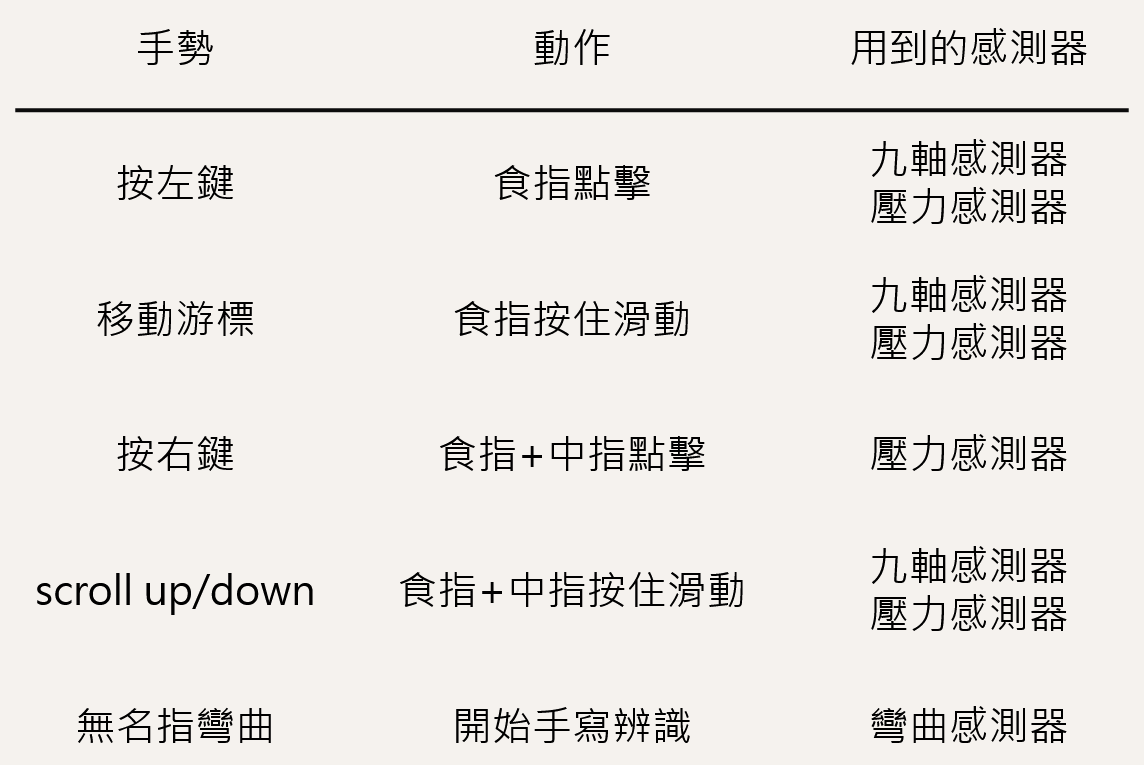 手勢 動作 用到的感測器
按左鍵 食指點擊 九軸感測器
壓力感測器
移動游標 食指按住滑動 九軸感測器
壓力感測器
按右鍵 食指+中指點擊 壓力感測器
scroll up/down 食指+中指按住滑動 九軸感測器
壓力感測器
無名指彎曲 開始手寫辨識 彎曲感測器